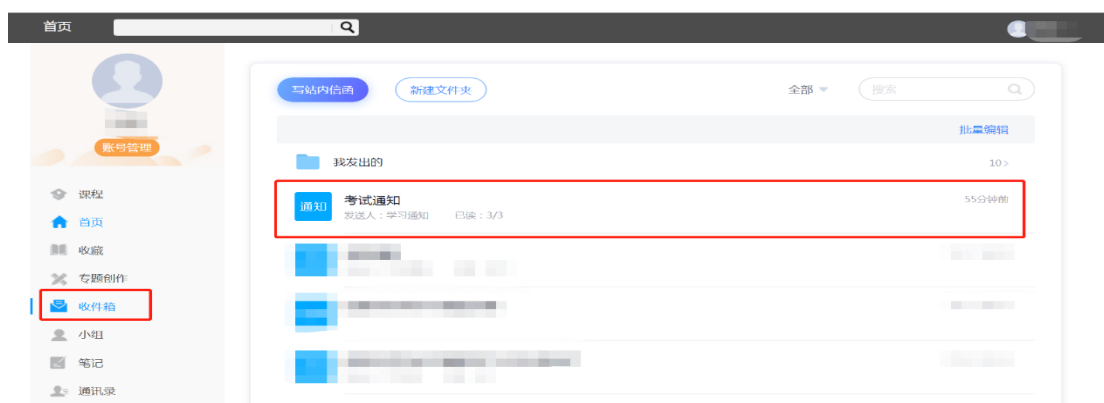 首页
账号管理
课程
首页
收藏
专题创作
收件箱
小组
笔记
通讯录
写站内信函
新建文件夹
全部
搜索
批量编辑
我发出的
10>
考试通知
55分钟前
通知
发送人：学习通知 已读：3/3